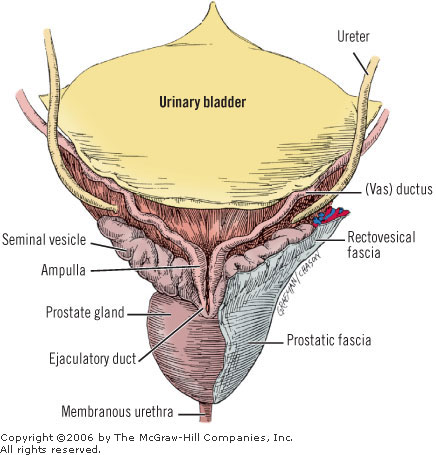 Ureter
Urinary bladder
(Vas) ductus
Seminal vesicle
Rectovesical
fascia
Ampulla
Prostate gland
Prostatic fascia
Ejaculatory duct
Membranous urethra
Copyright ©2006 by The McGraw-Hill Companies, Inc.
All rights reserved.